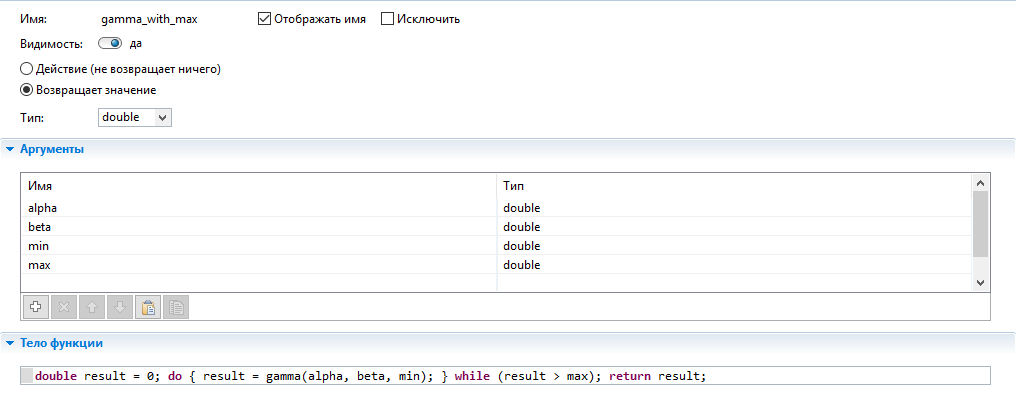 Имя: gamma_with_max Отображать имя Исключить
Видимость: да
Действие (не возвращает ничего)
Возвращает значение
Тип: double
Аргументы
Имя Тип
alpha double
beta double
min double
max double
Тело функции
double result = 0; do { result = gamma(alpha, beta, min); } while (result > max); return result;